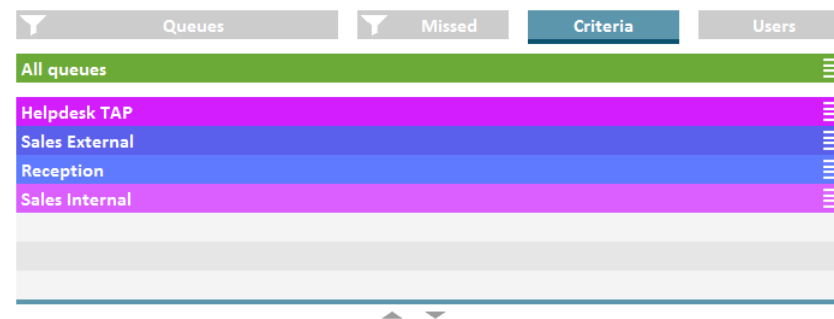 Queues Missed Criteria Users
All queues
Helpdesk TAP
Sales External
Reception
Sales Internal